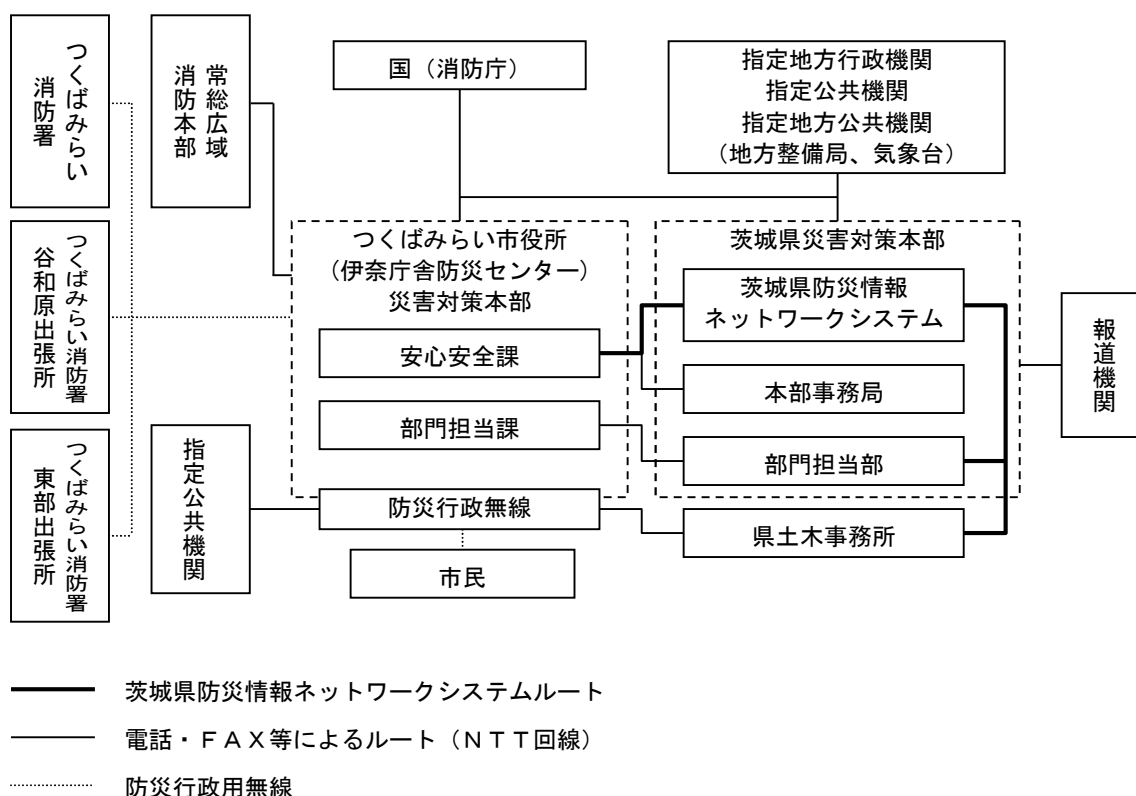 つくばみらい
消防署
常総広域
消防本部
国（消防庁）
指定地方行政機関
指定公共機関
指定地方公共機関
（地方整備局、気象台）
つくばみらい消防署
谷和原出張所
つくばみらい市役所
（伊奈庁舎防災センター）
災害対策本部
安心安全課
部門担当課
防災行政無線
市民
茨城県災害対策本部
茨城県防災情報
ネットワークシステム
本部事務局
部門担当部
県土木事務所
報道機関
つくばみらい消防署
東部出張所
指定公共機関
茨城県防災情報ネットワークシステムルート
電話・ＦＡＸ等によるルート（ＮＴＴ回線）
防災行政用無線